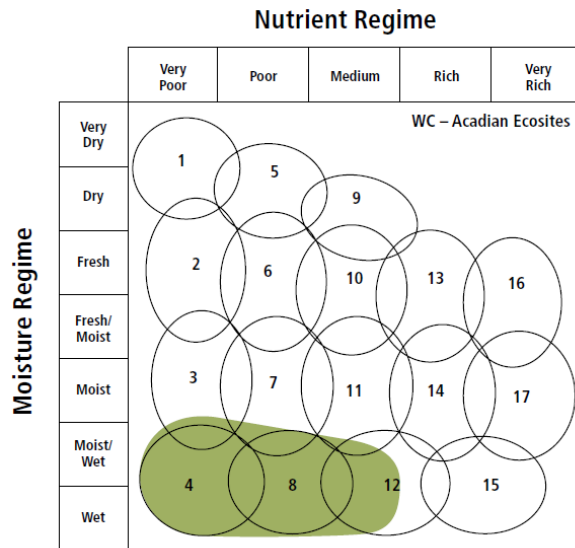 Nutrient Regime
Very
Poor
Poor
Medium
Rich
Very
Rich
Moisture Regime
Very
Dry
Dry
Fresh
Fresh/
Moist
Moist
Moist/
Wet
Wet
WC – Acadian Ecosites
1
5
9
2
6
10
13
16
3
7
11
14
17
4
8
12
15